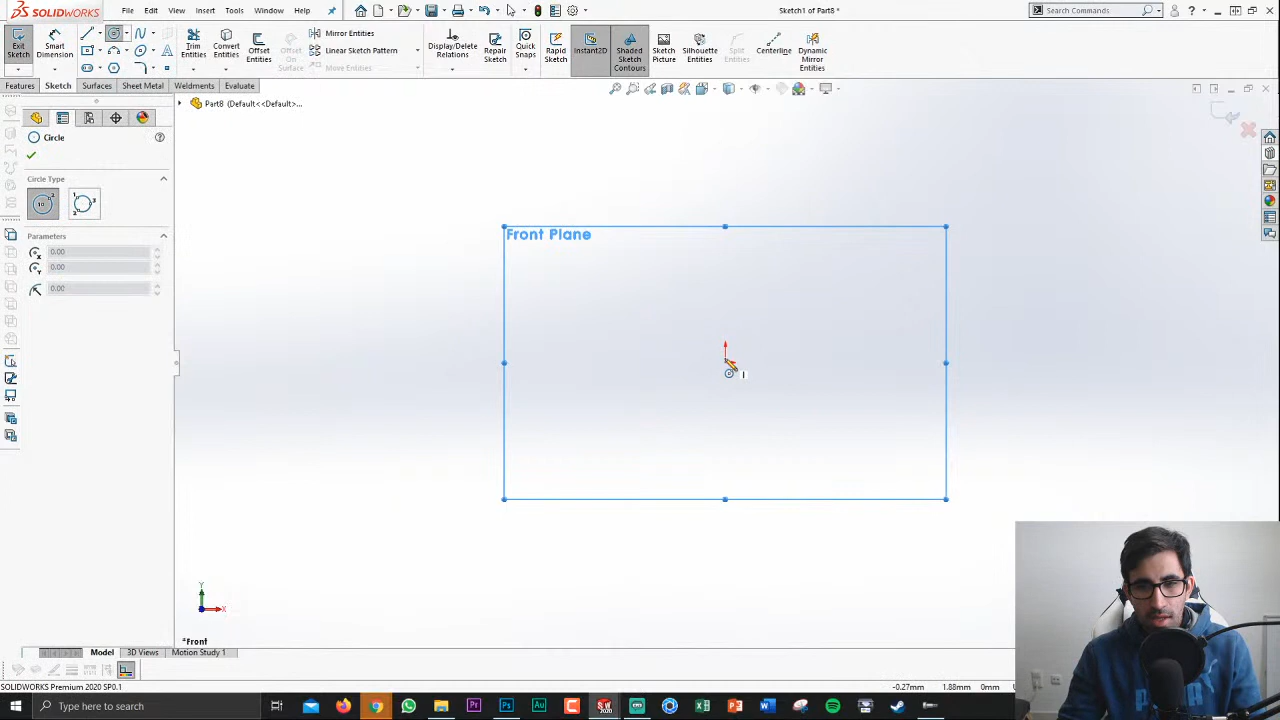 SOLIDWORKS File Edit View Insert Tools Window Help Sketch1 of Part8 * Search Commands
Exit Sketch
Smart Dimension
Trim Entities
Convert Entities
Offset Entities
Offset On Surface
Mirror Entities
Linear Sketch Pattern
Move Entities
Display/Delete Relations
Repair Sketch
Quick Snaps
Rapid Sketch
Instant2D
Shaded Sketch Contours
Sketch Picture
Silhouette Entities
Split Entities
Centerline
Dynamic Mirror Entities
Features Sketch Surfaces Sheet Metal Weldments Evaluate
Part8 (Default<<Default>...
Circle
Circle Type
Parameters
0.00
0.00
0.00
Front Plane
Y
X
*Front
Model 3D Views Motion Study 1
SOLIDWORKS Premium 2020 SP0.1 -0.27mm 1.88mm 0mm
Type here to search